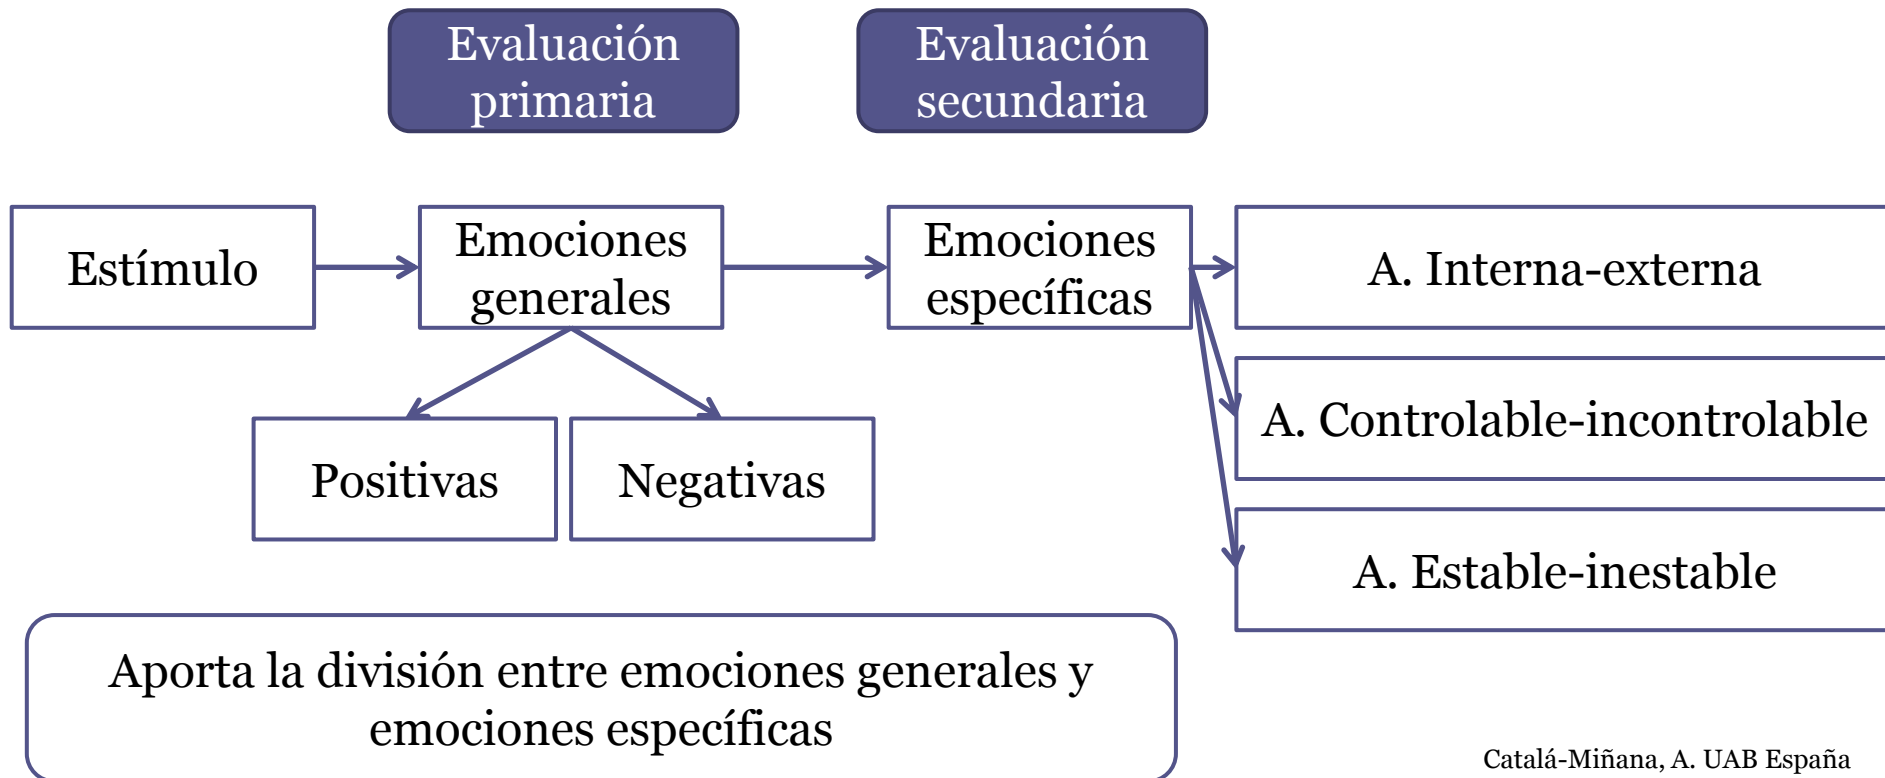 Evaluación
primaria
Evaluación
secundaria
Estímulo
Emociones
generales
Emociones
específicas
A. Interna-externa
A. Controlable-incontrolable
Positivas
Negativas
A. Estable-inestable
Aporta la división entre emociones generales y
emociones específicas
Catalá-Miñana, A. UAB España